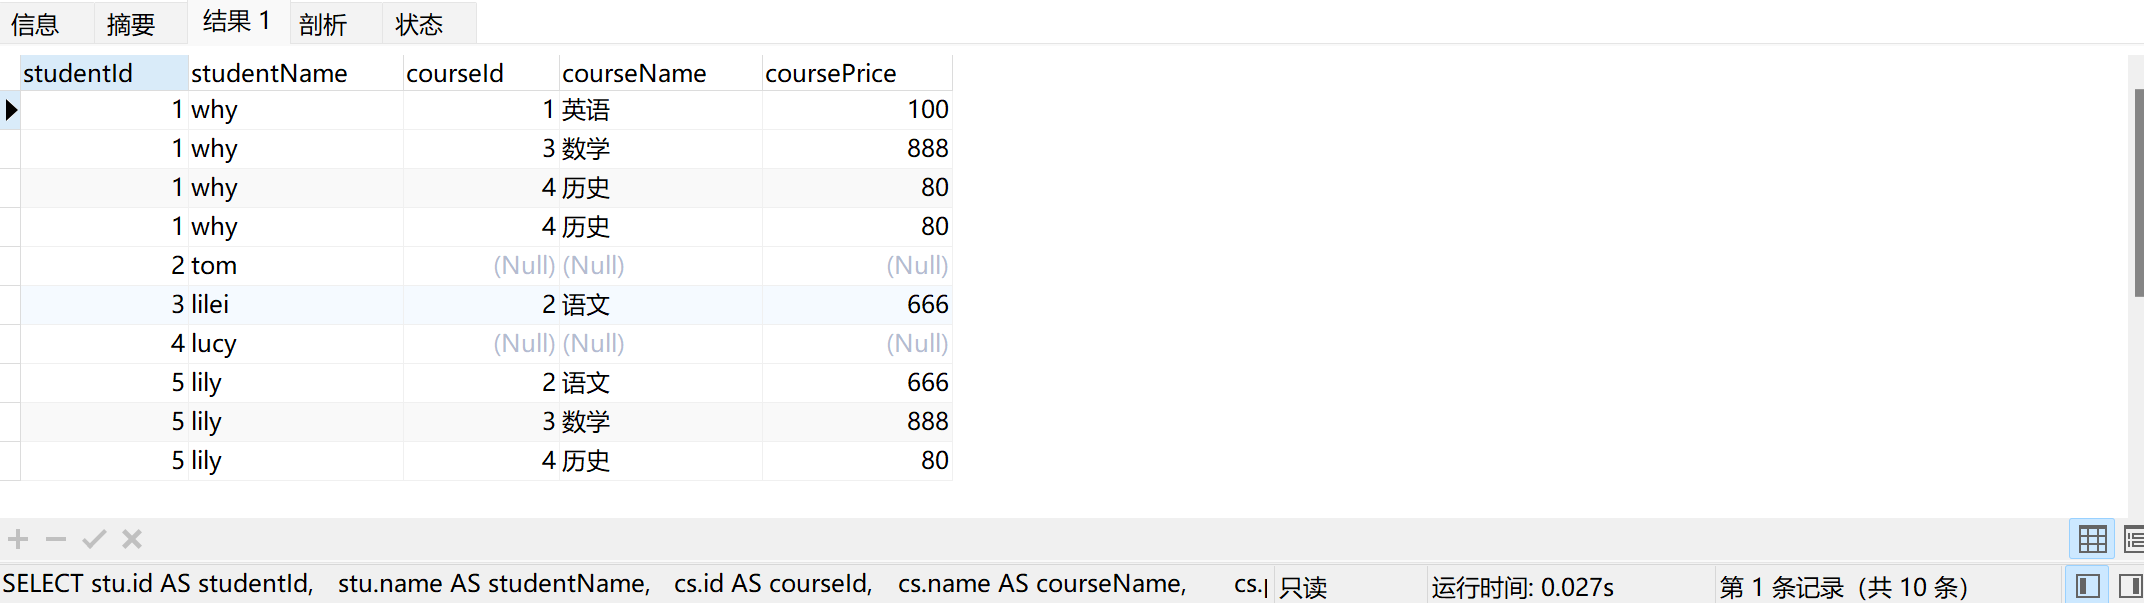 信息 摘要 结果 1 剖析 状态
studentId studentName courseId courseName coursePrice
1 why 1 英语 100
1 why 3 数学 888
1 why 4 历史 80
1 why 4 历史 80
2 tom (Null) (Null) (Null)
3 lilei 2 语文 666
4 lucy (Null) (Null) (Null)
5 lily 2 语文 666
5 lily 3 数学 888
5 lily 4 历史 80
SELECT stu.id AS studentId, stu.name AS studentName, cs.id AS courseId, cs.name AS courseName, cs. 只读 运行时间: 0.027s 第 1 条记录 (共 10 条)